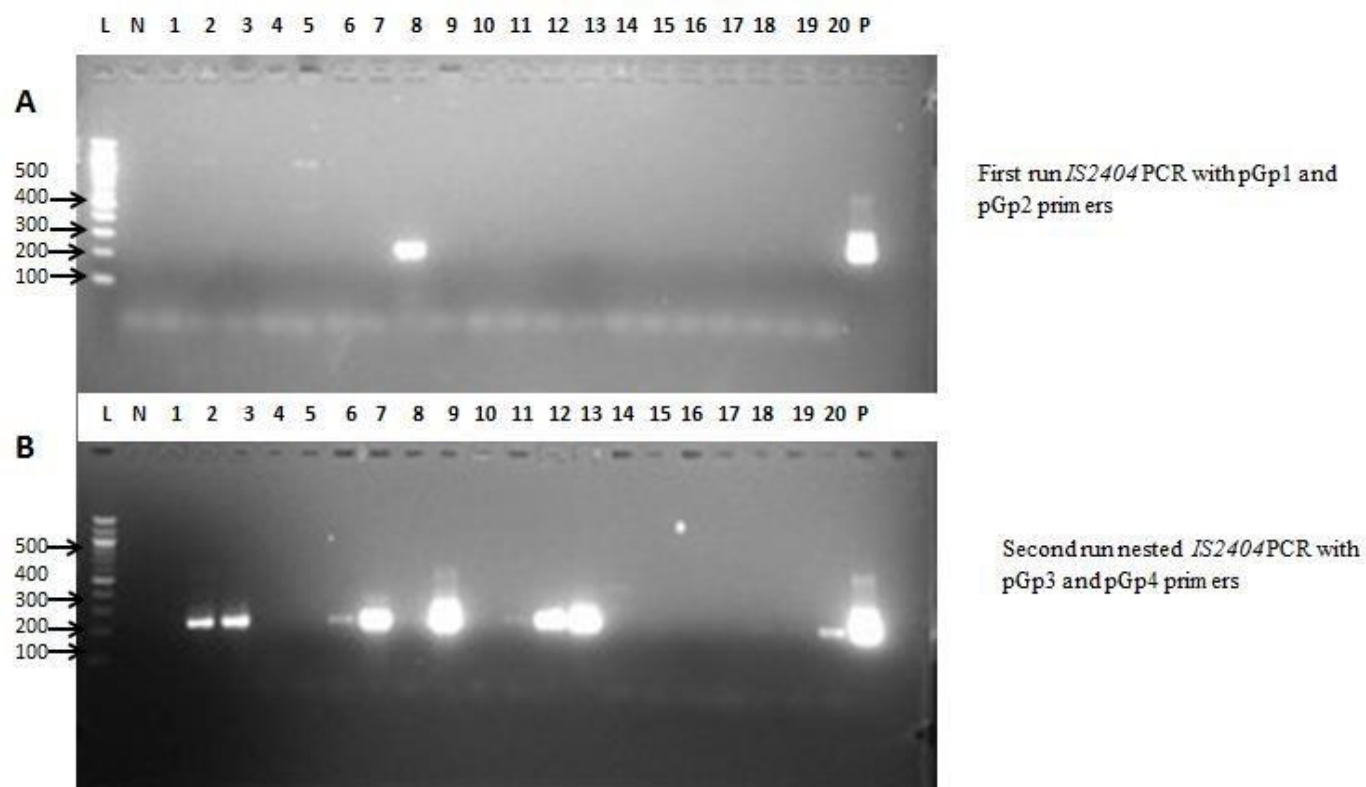 L N 1 2 3 4 5 6 7 8 9 10 11 12 13 14 15 16 17 18 19 20 P
A
500
400
300
200
100
First run IS2404 PCR with pGp1 and
pGp2 primers
L N 1 2 3 4 5 6 7 8 9 10 11 12 13 14 15 16 17 18 19 20 P
B
500
400
300
200
100
Second run nested IS2404 PCR with
pGp3 and pGp4 primers